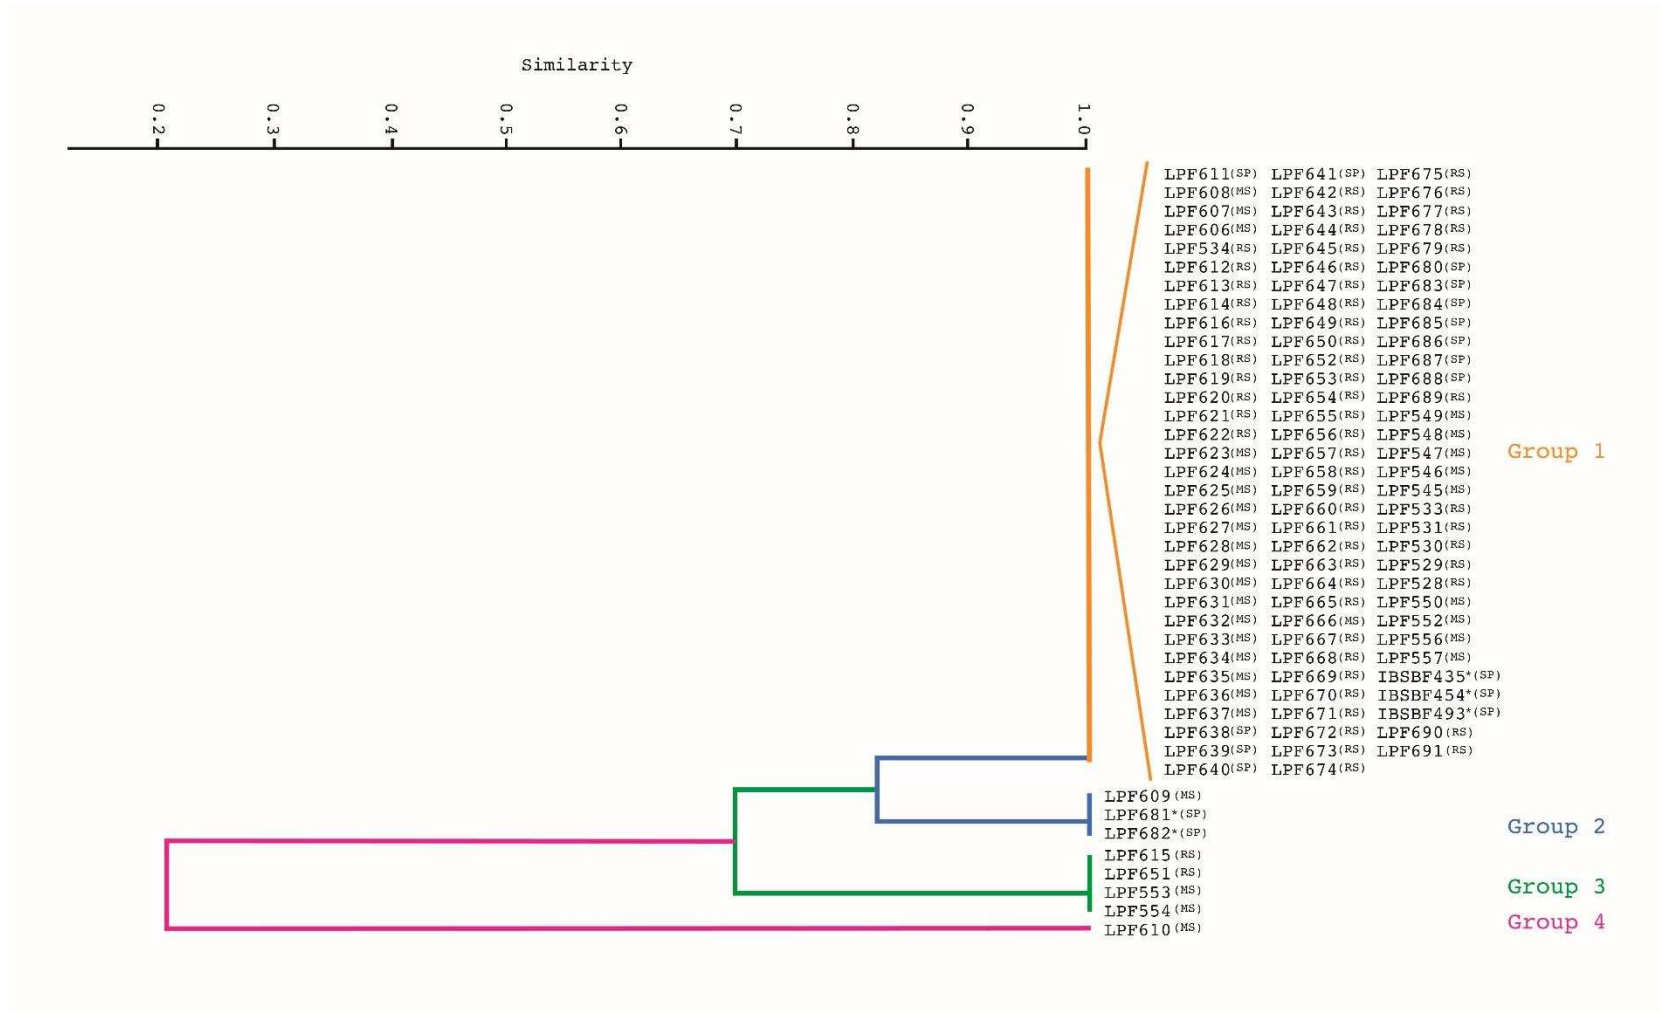 Similarity
0.2 0.3 0.4 0.5 0.6 0.7 0.8 0.9 1.0
LPF611(SP) LPF641(SP) LPF675(RS)
LPF608(MS) LPF642(RS) LPF676(RS)
LPF607(MS) LPF643(RS) LPF677(RS)
LPF606(MS) LPF644(RS) LPF678(RS)
LPF534(RS) LPF645(RS) LPF679(RS)
LPF612(RS) LPF646(RS) LPF680(SP)
LPF613(RS) LPF647(RS) LPF683(SP)
LPF614(RS) LPF648(RS) LPF684(SP)
LPF616(RS) LPF649(RS) LPF685(SP)
LPF617(RS) LPF650(RS) LPF686(SP)
LPF618(RS) LPF652(RS) LPF687(SP)
LPF619(RS) LPF653(RS) LPF688(SP)
LPF620(RS) LPF654(RS) LPF689(RS)
LPF621(RS) LPF655(RS) LPF549(MS)
LPF622(RS) LPF656(RS) LPF548(MS)
LPF623(MS) LPF657(RS) LPF547(MS)
Group 1
LPF624(MS) LPF658(RS) LPF546(MS)
LPF625(MS) LPF659(RS) LPF545(MS)
LPF626(MS) LPF660(RS) LPF533(RS)
LPF627(MS) LPF661(RS) LPF531(RS)
LPF628(MS) LPF662(RS) LPF530(RS)
LPF629(MS) LPF663(RS) LPF529(RS)
LPF630(MS) LPF664(RS) LPF528(RS)
LPF631(MS) LPF665(RS) LPF550(MS)
LPF632(MS) LPF666(MS) LPF552(MS)
LPF633(MS) LPF667(RS) LPF556(MS)
LPF634(MS) LPF668(RS) LPF557(MS)
LPF635(MS) LPF669(RS) IBSBF435*(SP)
LPF636(MS) LPF670(RS) IBSBF454*(SP)
LPF637(MS) LPF671(RS) IBSBF493*(SP)
LPF638(SP) LPF672(RS) LPF690(RS)
LPF639(SP) LPF673(RS) LPF691(RS)
LPF640(SP) LPF674(RS)
LPF609(MS)
LPF681*(SP)
LPF682*(SP)
Group 2
LPF615(RS)
LPF651(RS)
LPF553(MS)
LPF554(MS)
Group 3
LPF610(MS)
Group 4